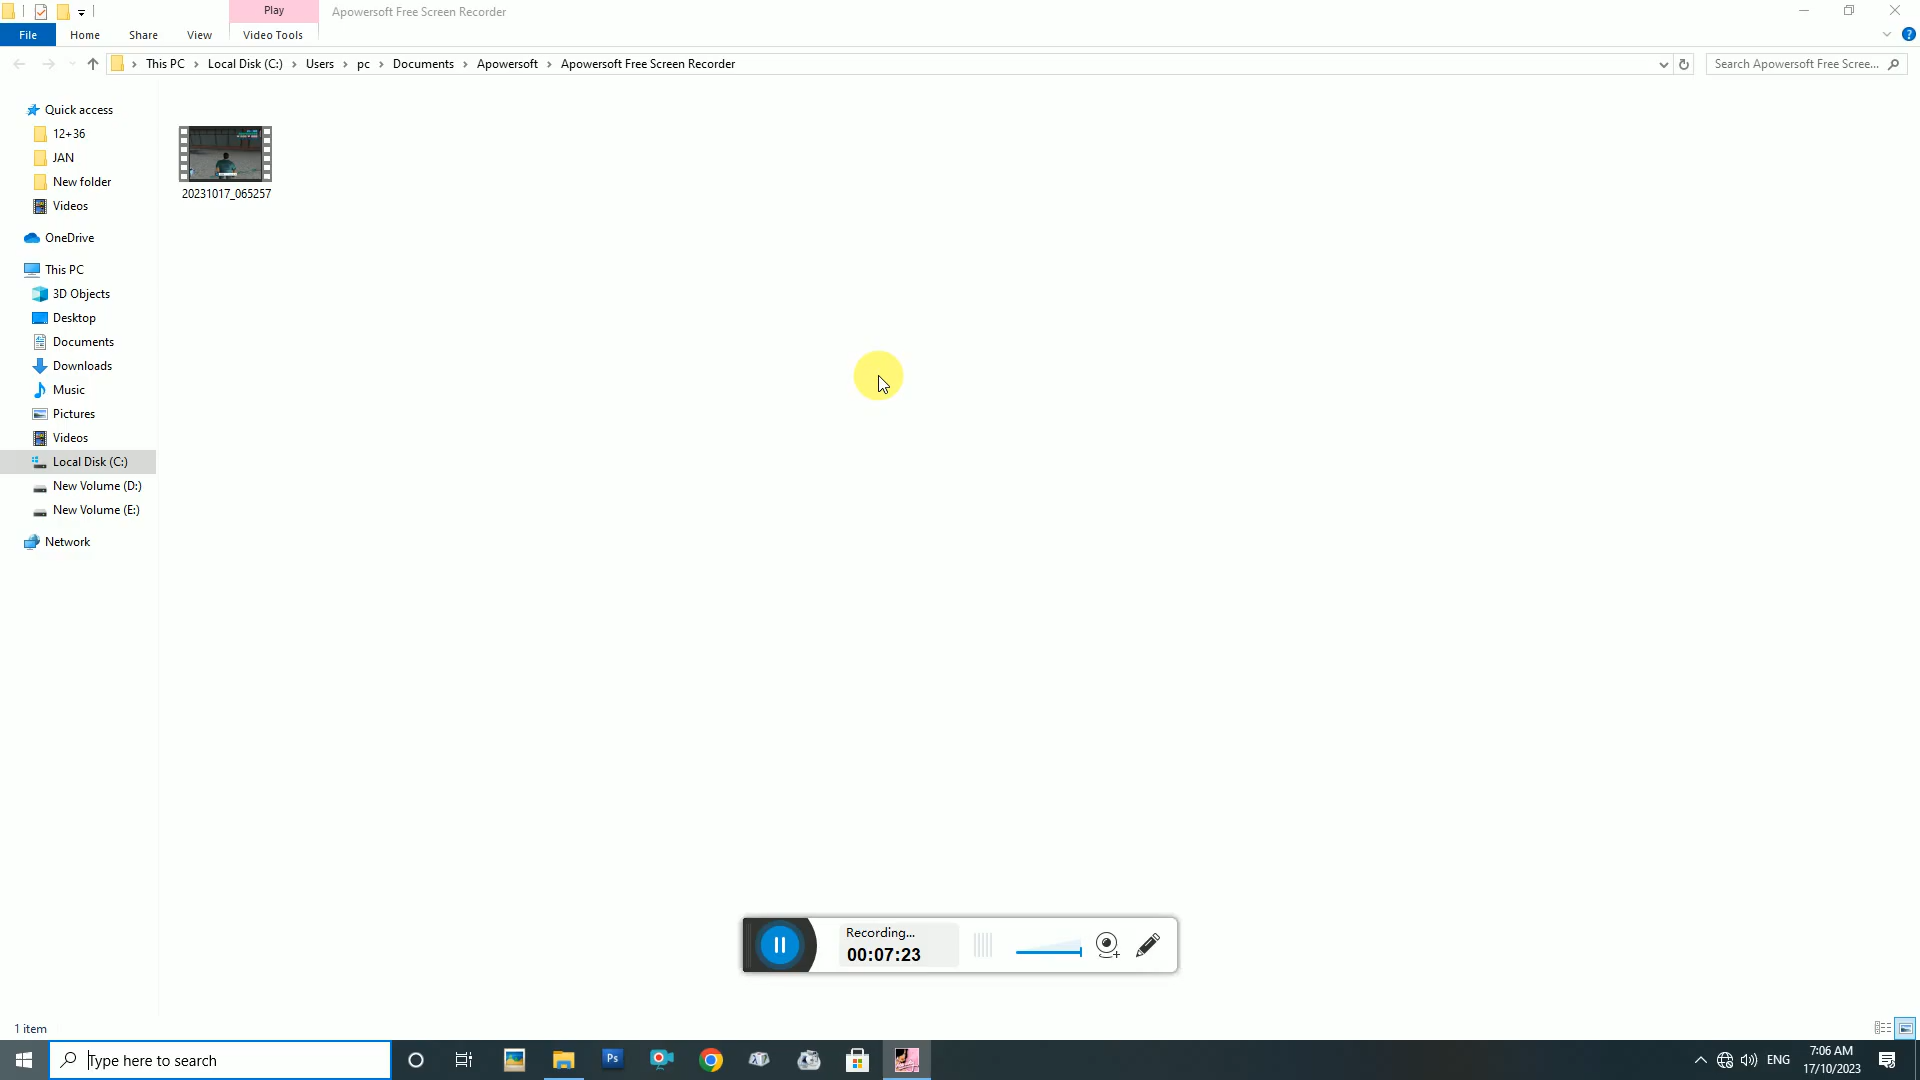 Play
Apowersoft Free Screen Recorder
File
Home
Share
View
Video Tools
This PC
Local Disk (C:)
Users
pc
Documents
Apowersoft
Apowersoft Free Screen Recorder
Search Apowersoft Free Scree...
Quick access
12+36
JAN
New folder
Videos
OneDrive
This PC
3D Objects
Desktop
Documents
Downloads
Music
Pictures
Videos
Local Disk (C:)
New Volume (D:)
New Volume (E:)
Network
20231017_065257
Recording...
00:07:23
1 item
Type here to search
Ps
ENG
7:06 AM
17/10/2023